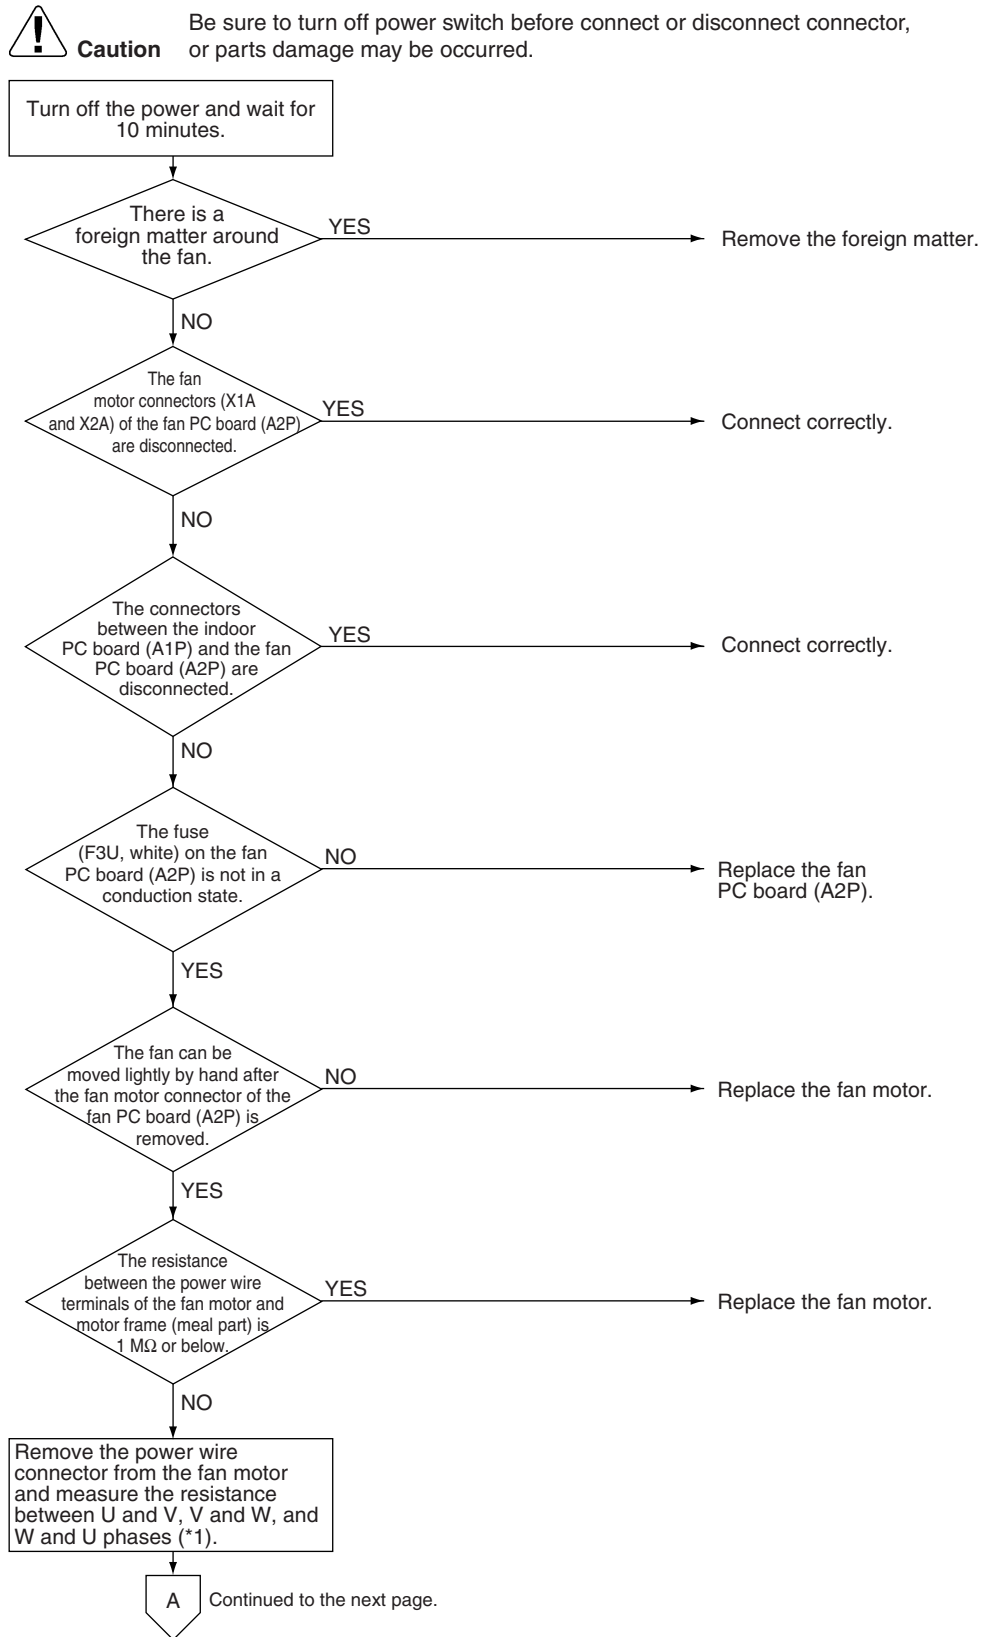 Be sure to turn off power switch before connect or disconnect connector,
Caution or parts damage may be occurred.
Turn off the power and wait for
10 minutes.
There is a
foreign matter around
the fan.
YES
Remove the foreign matter.
NO
The fan
motor connectors (X1A
and X2A) of the fan PC board (A2P)
are disconnected.
YES
Connect correctly.
NO
The connectors
between the indoor
PC board (A1P) and the fan
PC board (A2P) are
disconnected.
YES
Connect correctly.
NO
The fuse
(F3U, white) on the fan
PC board (A2P) is not in a
conduction state.
NO
Replace the fan
PC board (A2P).
YES
The fan can be
moved lightly by hand after
the fan motor connector of the
fan PC board (A2P) is
removed.
NO
Replace the fan motor.
YES
The resistance
between the power wire
terminals of the fan motor and
motor frame (meal part) is
1 MΩ or below.
YES
Replace the fan motor.
NO
Remove the power wire
connector from the fan motor
and measure the resistance
between U and V, V and W, and
W and U phases (*1).
A Continued to the next page.